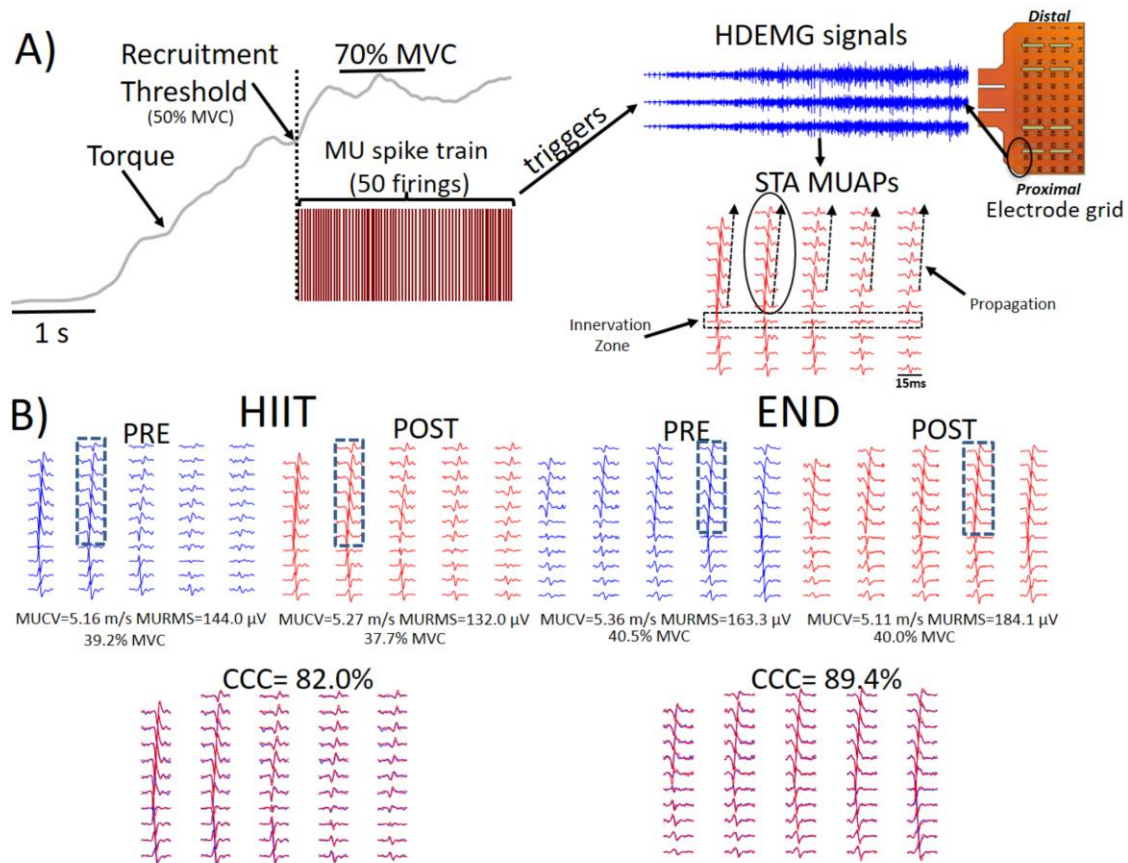 A)
Recruitment
Threshold
(50% MVC)
70% MVC
Torque
MU spike train
(50 firings)
1 s
triggers
HDEMG signals
Distal
Proximal
Electrode grid
STA MUAPs
Propagation
Innervation
Zone
15ms
B)
HIIT
END
PRE
POST
PRE
POST
MUCV=5.16 m/s MURMS=144.0 µV
39.2% MVC
MUCV=5.27 m/s MURMS=132.0 µV
37.7% MVC
MUCV=5.36 m/s MURMS=163.3 µV
40.5% MVC
MUCV=5.11 m/s MURMS=184.1 µV
40.0% MVC
CCC= 82.0%
CCC= 89.4%